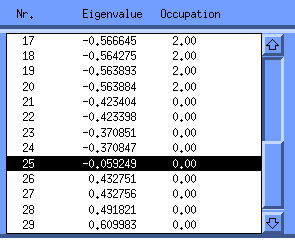 Nr. Eigenvalue Occupation
17 -0.566645 2.00
18 -0.564275 2.00
19 -0.563893 2.00
20 -0.563884 2.00
21 -0.423404 0.00
22 -0.423398 0.00
23 -0.370851 0.00
24 -0.370847 0.00
25 -0.059249 0.00
26 0.432751 0.00
27 0.432756 0.00
28 0.491821 0.00
29 0.609983 0.00